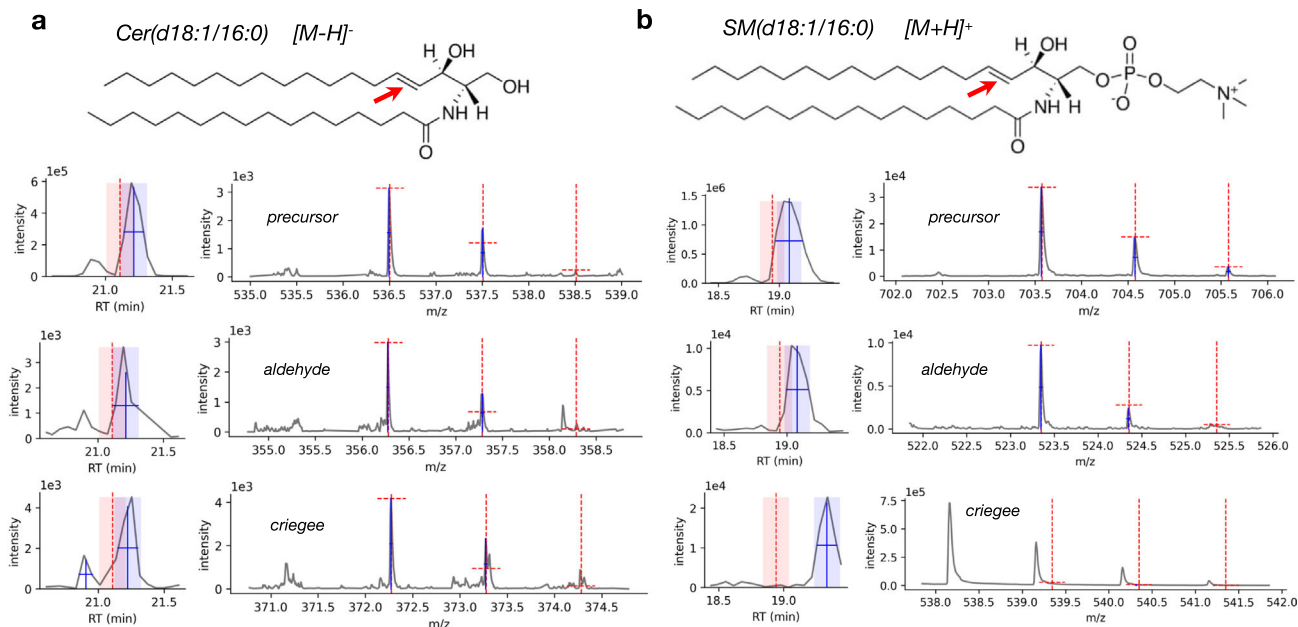 a
Cer(d18:1/16:0) [M-H]-
H OH
OH
NH H
O
b
SM(d18:1/16:0) [M+H]+
H OH
O
O P O
O- N+
NH H
O
1e5
6
4
2
0
intensity
21.0 21.5
RT (min)
1e3
3
2
1
0
intensity
precursor
535.0 535.5 536.0 536.5 537.0 537.5 538.0 538.5 539.0
m/z
1e6
1.5
1.0
0.5
0.0
intensity
18.5 19.0
RT (min)
1e4
4
2
0
intensity
precursor
702.0 702.5 703.0 703.5 704.0 704.5 705.0 705.5 706.0
m/z
1e3
3
2
1
0
intensity
21.0 21.5
RT (min)
1e3
3
2
1
0
intensity
aldehyde
355.0 355.5 356.0 356.5 357.0 357.5 358.0 358.5
m/z
1e4
1.0
0.5
0.0
intensity
18.5 19.0
RT (min)
1e4
1.0
0.5
0.0
intensity
aldehyde
522.0 522.5 523.0 523.5 524.0 524.5 525.0 525.5 526.0
m/z
1e3
4
2
0
intensity
21.0 21.5
RT (min)
1e3
4
2
0
intensity
criegee
371.0 371.5 372.0 372.5 373.0 373.5 374.0 374.5
m/z
1e4
2
1
0
intensity
18.5 19.0
RT (min)
1e5
7.5
5.0
2.5
0.0
intensity
criegee
538.0 538.5 539.0 539.5 540.0 540.5 541.0 541.5 542.0
m/z